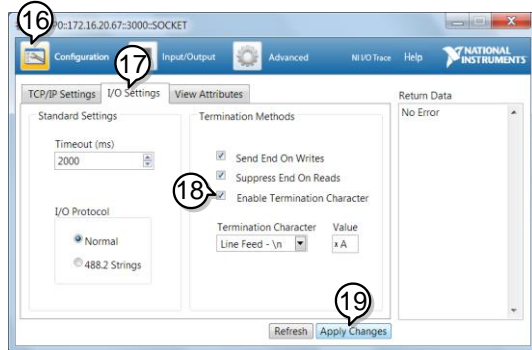 16
P0::172.16.20.67::3000::SOCKET
Configuration
17
Input/Output
Advanced
NI I/O Trace
Help
NATIONAL INSTRUMENTS
TCP/IP Settings
I/O Settings
View Attributes
Return Data
Standard Settings
Termination Methods
No Error
Timeout (ms)
2000
Send End On Writes
Suppress End On Reads
18
Enable Termination Character
I/O Protocol
Termination Character
Value
Normal
Line Feed - \n
x A
488.2 Strings
19
Refresh
Apply Changes